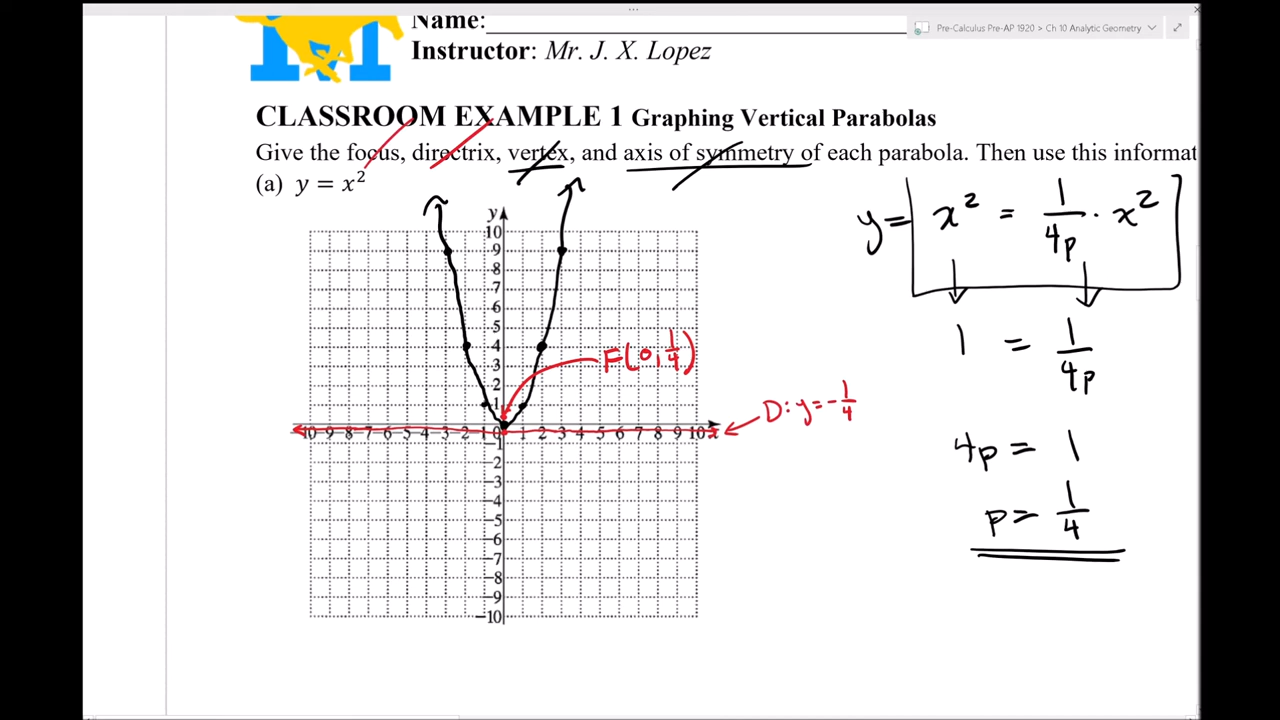 Name:
Pre-Calculus Pre-AP 1920 > Ch 10 Analytic Geometry
Instructor: Mr. J. X. Lopez
CLASSROOM EXAMPLE 1 Graphing Vertical Parabolas
Give the focus, directrix, vertex, and axis of symmetry of each parabola. Then use this informat
(a) y = x²
y = x² = 1/4p · x²
1 = 1/4p
4p = 1
p = 1/4
y
10
9
8
7
6
5
4
3
2
1
F(0, 1/4)
D: y = -1/4
-10 -9 -8 -7 -6 -5 -4 -3 -2 -1 0 1 2 3 4 5 6 7 8 9 10 x
-1
-2
-3
-4
-5
-6
-7
-8
-9
-10